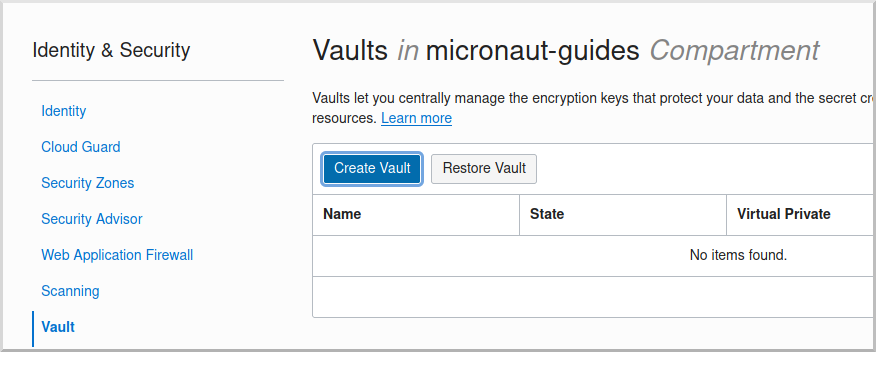 Identity & Security
Identity
Cloud Guard
Security Zones
Security Advisor
Web Application Firewall
Scanning
Vault
Vaults in micronaut-guides Compartment
Vaults let you centrally manage the encryption keys that protect your data and the secret
resources. Learn more
Create Vault Restore Vault
Name State Virtual Private
No items found.